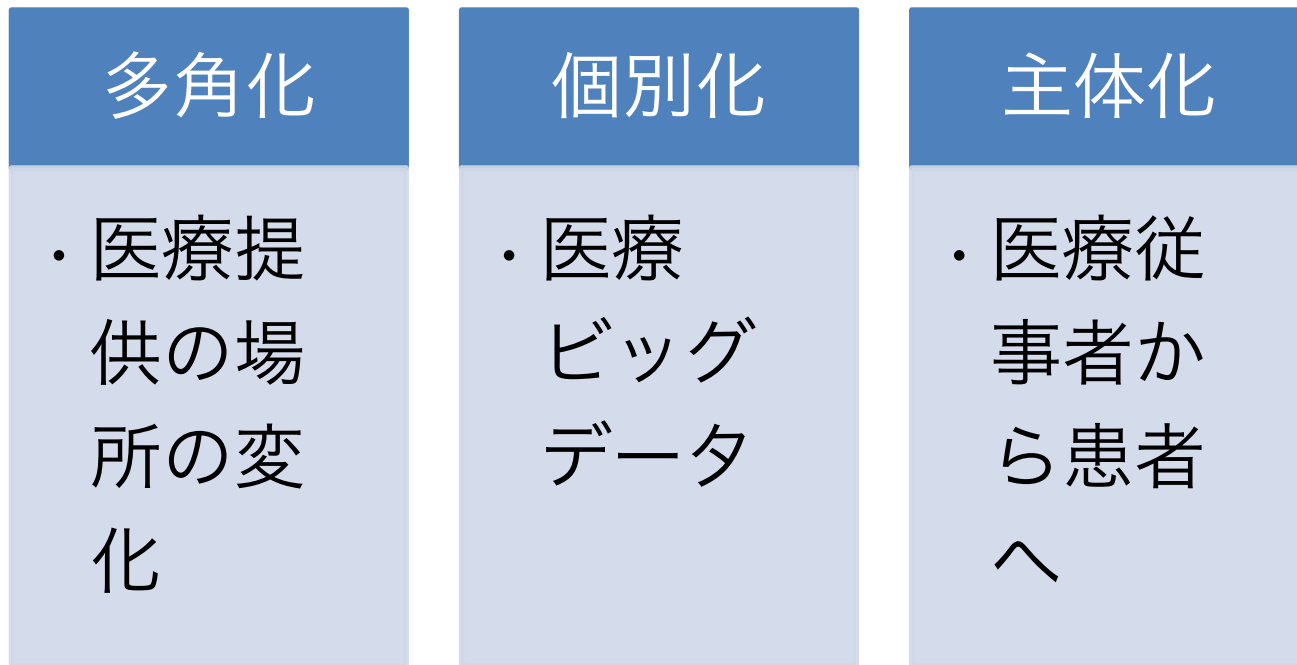 多角化
・医療提
供の場
所の変
化
個別化
・医療
ビッグ
データ
主体化
・医療従
事者か
ら患者
へ